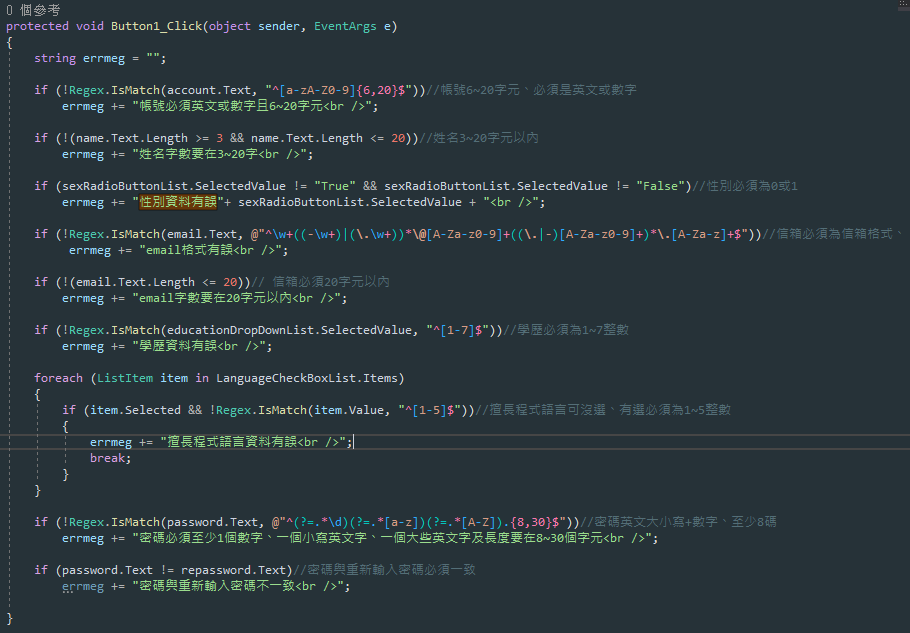 0 個參考
protected void Button1_Click(object sender, EventArgs e)
{
string errmeg = "";
if (!Regex.IsMatch(account.Text, "^[a-zA-Z0-9]{6,20}$"))//帳號6~20字元、必須是英文或數字
errmeg += "帳號必須英文或數字且6~20字元<br />";
if (!(name.Text.Length >= 3 && name.Text.Length <= 20))//姓名3~20字元以內
errmeg += "姓名字數要在3~20字<br />";
if (sexRadioButtonList.SelectedValue != "True" && sexRadioButtonList.SelectedValue != "False")//性別必須為0或1
errmeg += "性別資料有誤"+ sexRadioButtonList.SelectedValue + "<br />";
if (!Regex.IsMatch(email.Text, @"^\w+((-\w+)|(\.\w+))*\@[A-Za-z0-9]+((\.|-)[A-Za-z0-9]+)*\.[A-Za-z]+$"))//信箱必須為信箱格式、
errmeg += "email格式有誤<br />";
if (!(email.Text.Length <= 20))// 信箱必須20字元以內
errmeg += "email字數要在20字元以內<br />";
if (!Regex.IsMatch(educationDropDownList.SelectedValue, "^[1-7]$"))//學歷必須為1~7整數
errmeg += "學歷資料有誤<br />";
foreach (ListItem item in LanguageCheckBoxList.Items)
{
if (item.Selected && !Regex.IsMatch(item.Value, "^[1-5]$"))//擅長程式語言可沒選、有選必須為1~5整數
{
errmeg += "擅長程式語言資料有誤<br />";
break;
}
}
if (!Regex.IsMatch(password.Text, @"^(?=.*\d)(?=.*[a-z])(?=.*[A-Z]).{8,30}$"))//密碼英文大小寫+數字、至少8碼
errmeg += "密碼必須至少1個數字、一個小寫英文字、一個大些英文字及長度要在8~30個字元<br />";
if (password.Text != repassword.Text)//密碼與重新輸入密碼必須一致
errmeg += "密碼與重新輸入密碼不一致<br />";
}